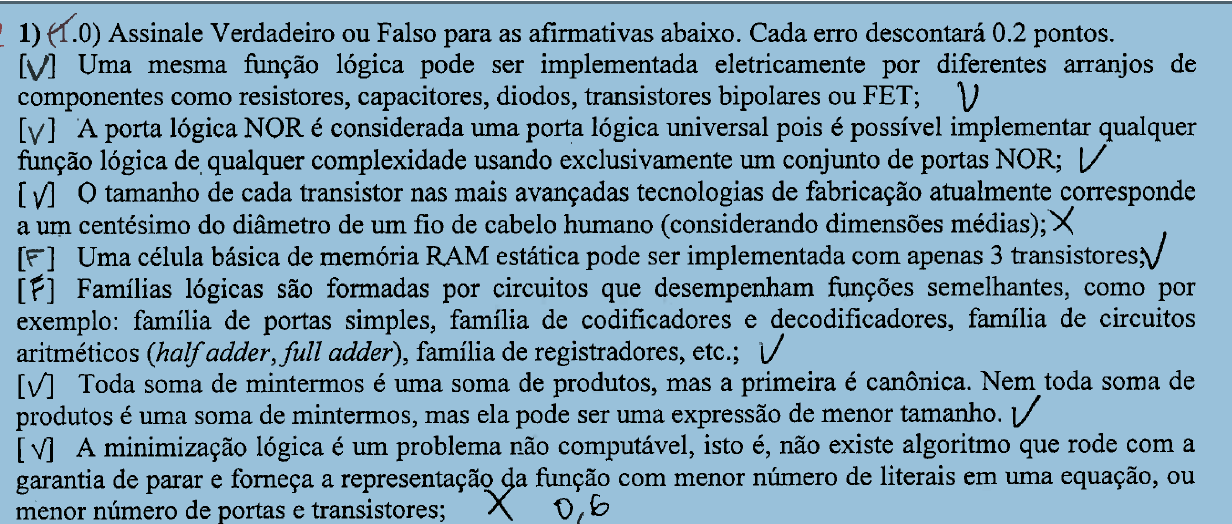 1) (1.0) Assinale Verdadeiro ou Falso para as afirmativas abaixo. Cada erro descontará 0.2 pontos.
[V] Uma mesma função lógica pode ser implementada eletricamente por diferentes arranjos de
componentes como resistores, capacitores, diodos, transistores bipolares ou FET; V
[V] A porta lógica NOR é considerada uma porta lógica universal pois é possível implementar qualquer
função lógica de qualquer complexidade usando exclusivamente um conjunto de portas NOR; ✓
[V] O tamanho de cada transistor nas mais avançadas tecnologias de fabricação atualmente corresponde
a um centésimo do diâmetro de um fio de cabelo humano (considerando dimensões médias); X
[F] Uma célula básica de memória RAM estática pode ser implementada com apenas 3 transistores; ✓
[F] Famílias lógicas são formadas por circuitos que desempenham funções semelhantes, como por
exemplo: família de portas simples, família de codificadores e decodificadores, família de circuitos
aritméticos (half adder, full adder), família de registradores, etc.; ✓
[V] Toda soma de mintermos é uma soma de produtos, mas a primeira é canônica. Nem toda soma de
produtos é uma soma de mintermos, mas ela pode ser uma expressão de menor tamanho. ✓
[V] A minimização lógica é um problema não computável, isto é, não existe algoritmo que rode com a
garantia de parar e forneça a representação da função com menor número de literais em uma equação, ou
menor número de portas e transistores; X 0,6